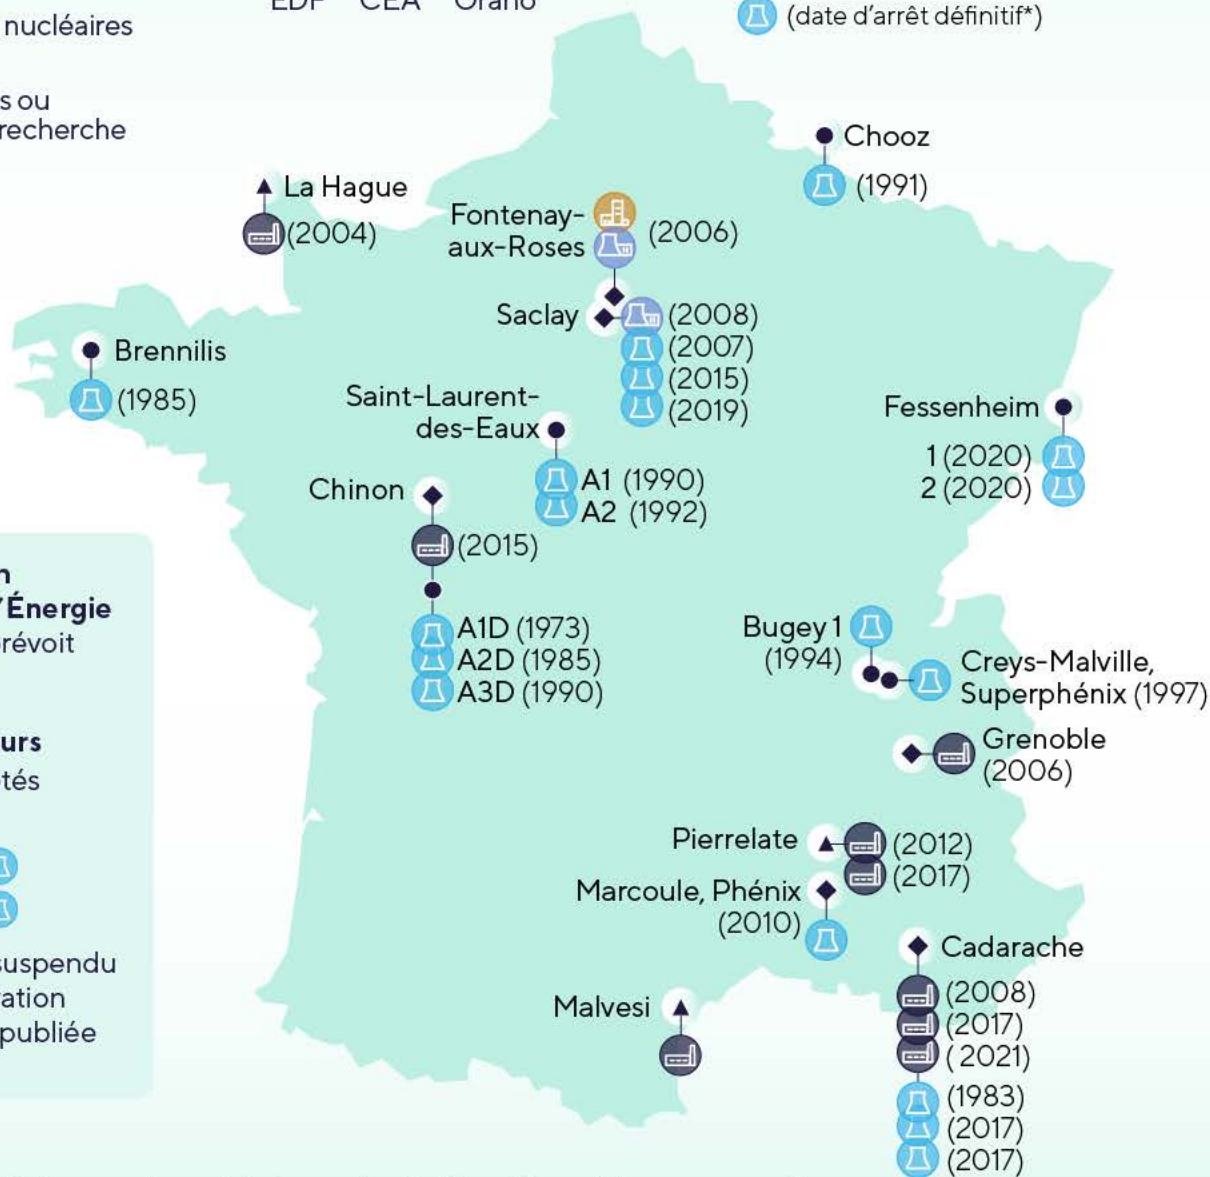 EDF CEA Orano
nucléaires
(date d'arrêt définitif*)
s ou
recherche
Chooz
(1991)
La Hague
(2004)
Fontenay-
aux-Roses
(2006)
Saclay
(2008)
(2007)
(2015)
(2019)
Brennilis
(1985)
Saint-Laurent-
des-Eaux
A1 (1990)
A2 (1992)
Fessenheim
1 (2020)
2 (2020)
Chinon
(2015)
A1D (1973)
A2D (1985)
A3D (1990)
n
'Énergie
révoit
urs
tés
suspendu
ation
publiée
Bugey 1
(1994)
Creys-Malville,
Superphénix (1997)
Grenoble
(2006)
Pierrelate
(2012)
(2017)
Marcoule, Phénix
(2010)
Cadarache
(2008)
(2017)
( 2021)
(1983)
(2017)
(2017)
Malvesi